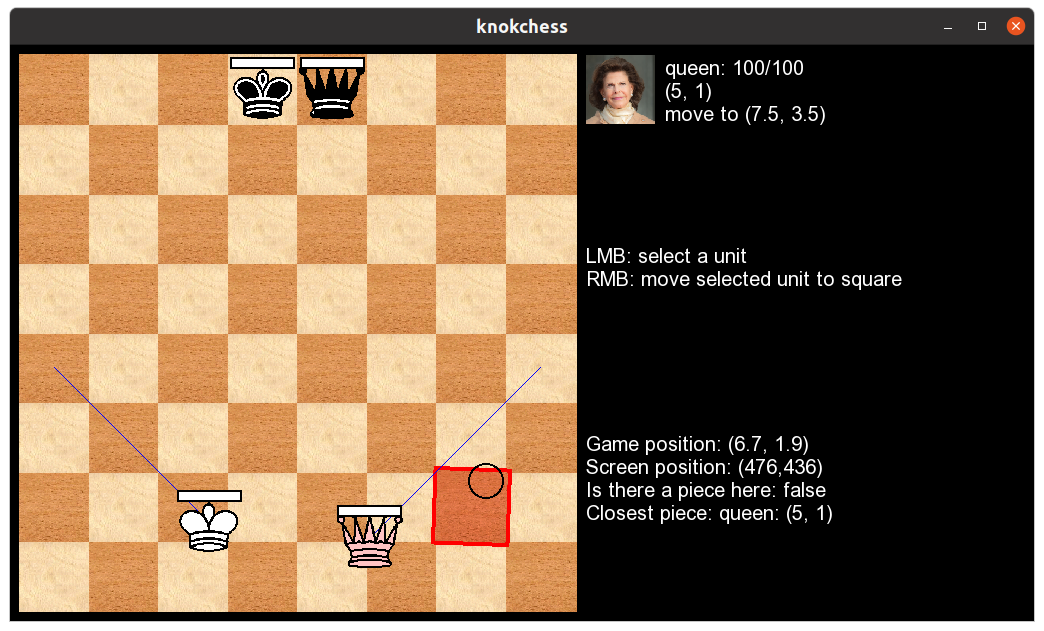 knokchess
queen: 100/100
(5, 1)
move to (7.5, 3.5)
LMB: select a unit
RMB: move selected unit to square
Game position: (6.7, 1.9)
Screen position: (476,436)
Is there a piece here: false
Closest piece: queen: (5, 1)